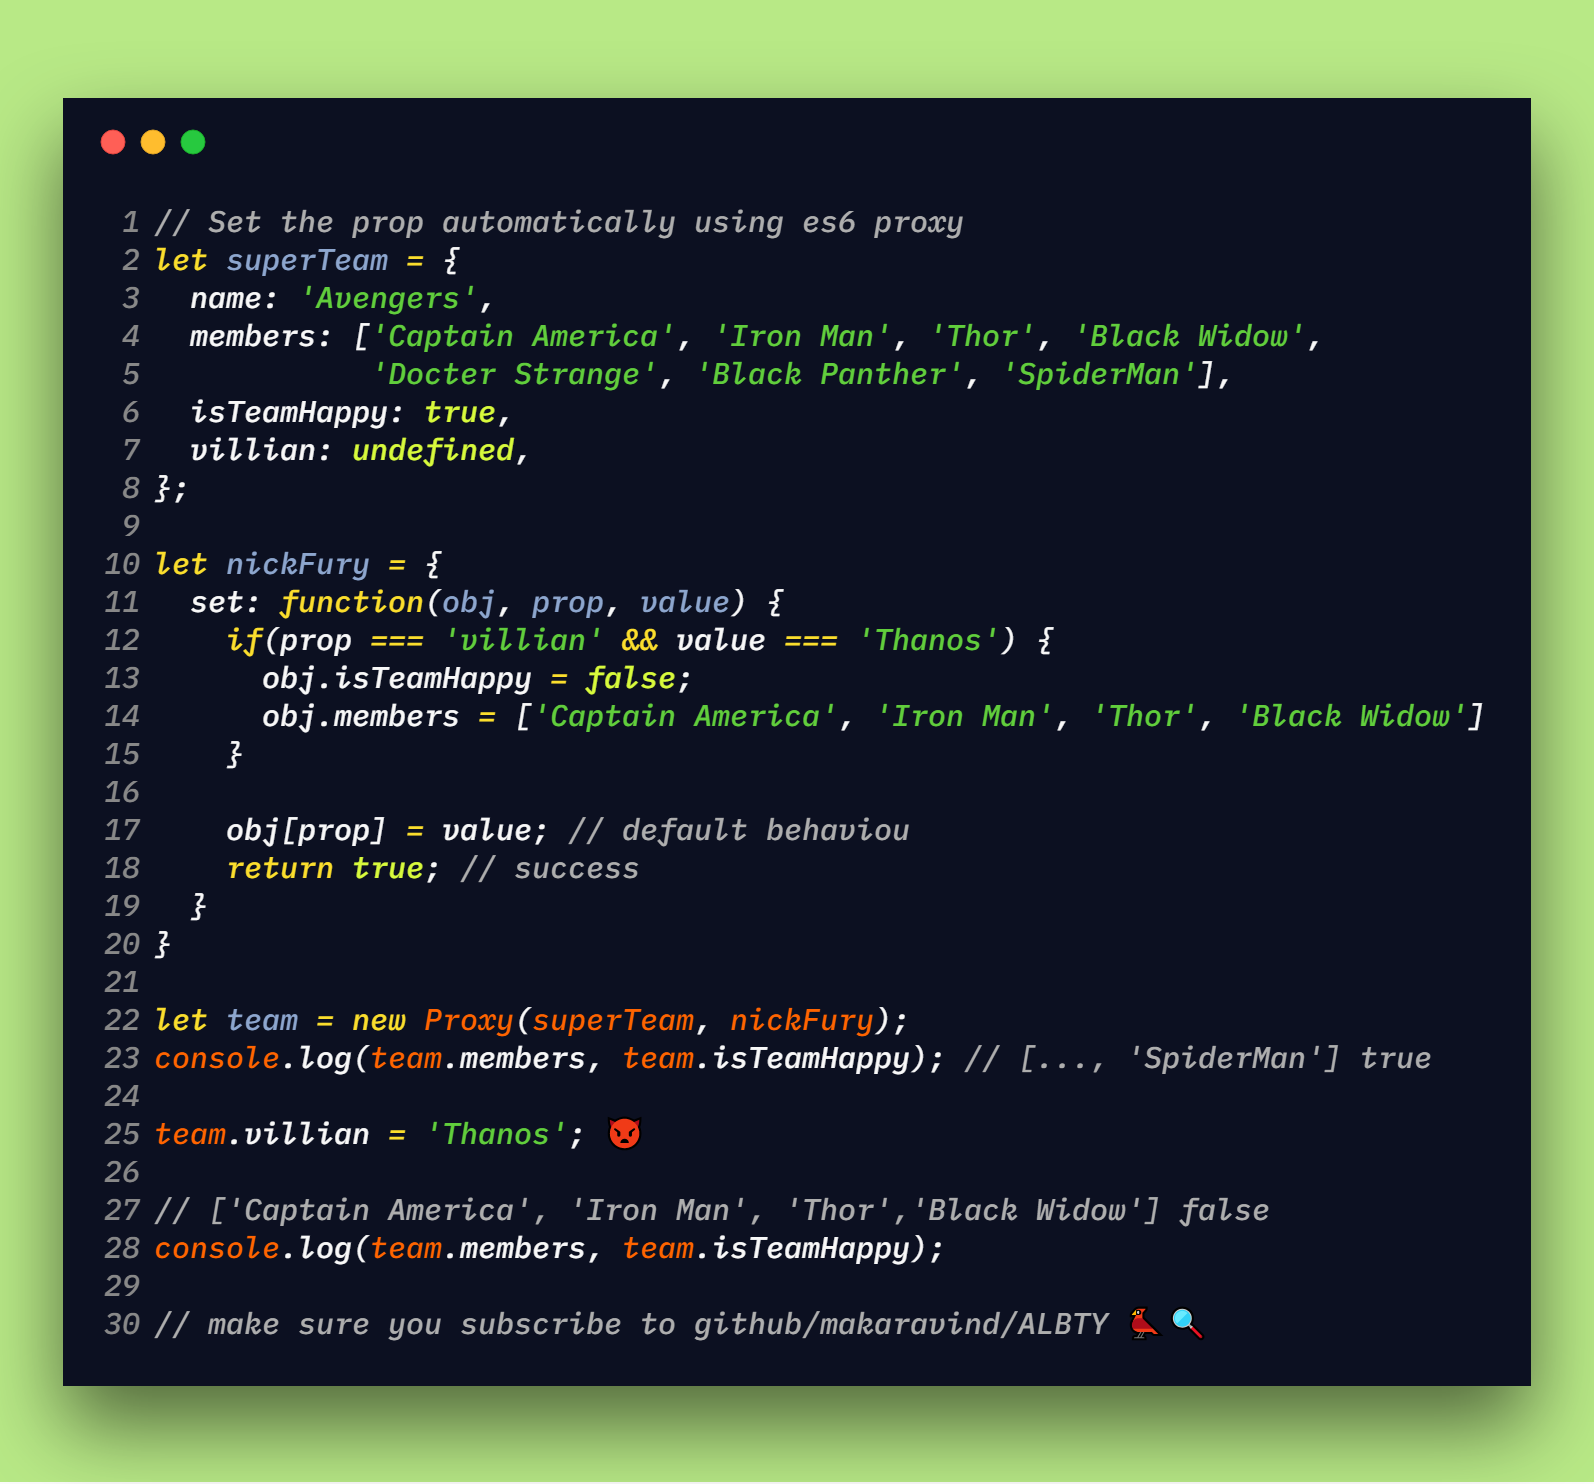 1 // Set the prop automatically using es6 proxy
2 let superTeam = {
3   name: 'Avengers',
4   members: ['Captain America', 'Iron Man', 'Thor', 'Black Widow',
5             'Docter Strange', 'Black Panther', 'SpiderMan'],
6   isTeamHappy: true,
7   villian: undefined,
8 };
9
10 let nickFury = {
11   set: function(obj, prop, value) {
12     if(prop === 'villian' && value === 'Thanos') {
13       obj.isTeamHappy = false;
14       obj.members = ['Captain America', 'Iron Man', 'Thor', 'Black Widow']
15     }
16
17     obj[prop] = value; // default behaviou
18     return true; // success
19   }
20 }
21
22 let team = new Proxy(superTeam, nickFury);
23 console.log(team.members, team.isTeamHappy); // [..., 'SpiderMan'] true
24
25 team.villian = 'Thanos'; 👿
26
27 // ['Captain America', 'Iron Man', 'Thor','Black Widow'] false
28 console.log(team.members, team.isTeamHappy);
29
30 // make sure you subscribe to github/makaravind/ALBTY 🐦🔍